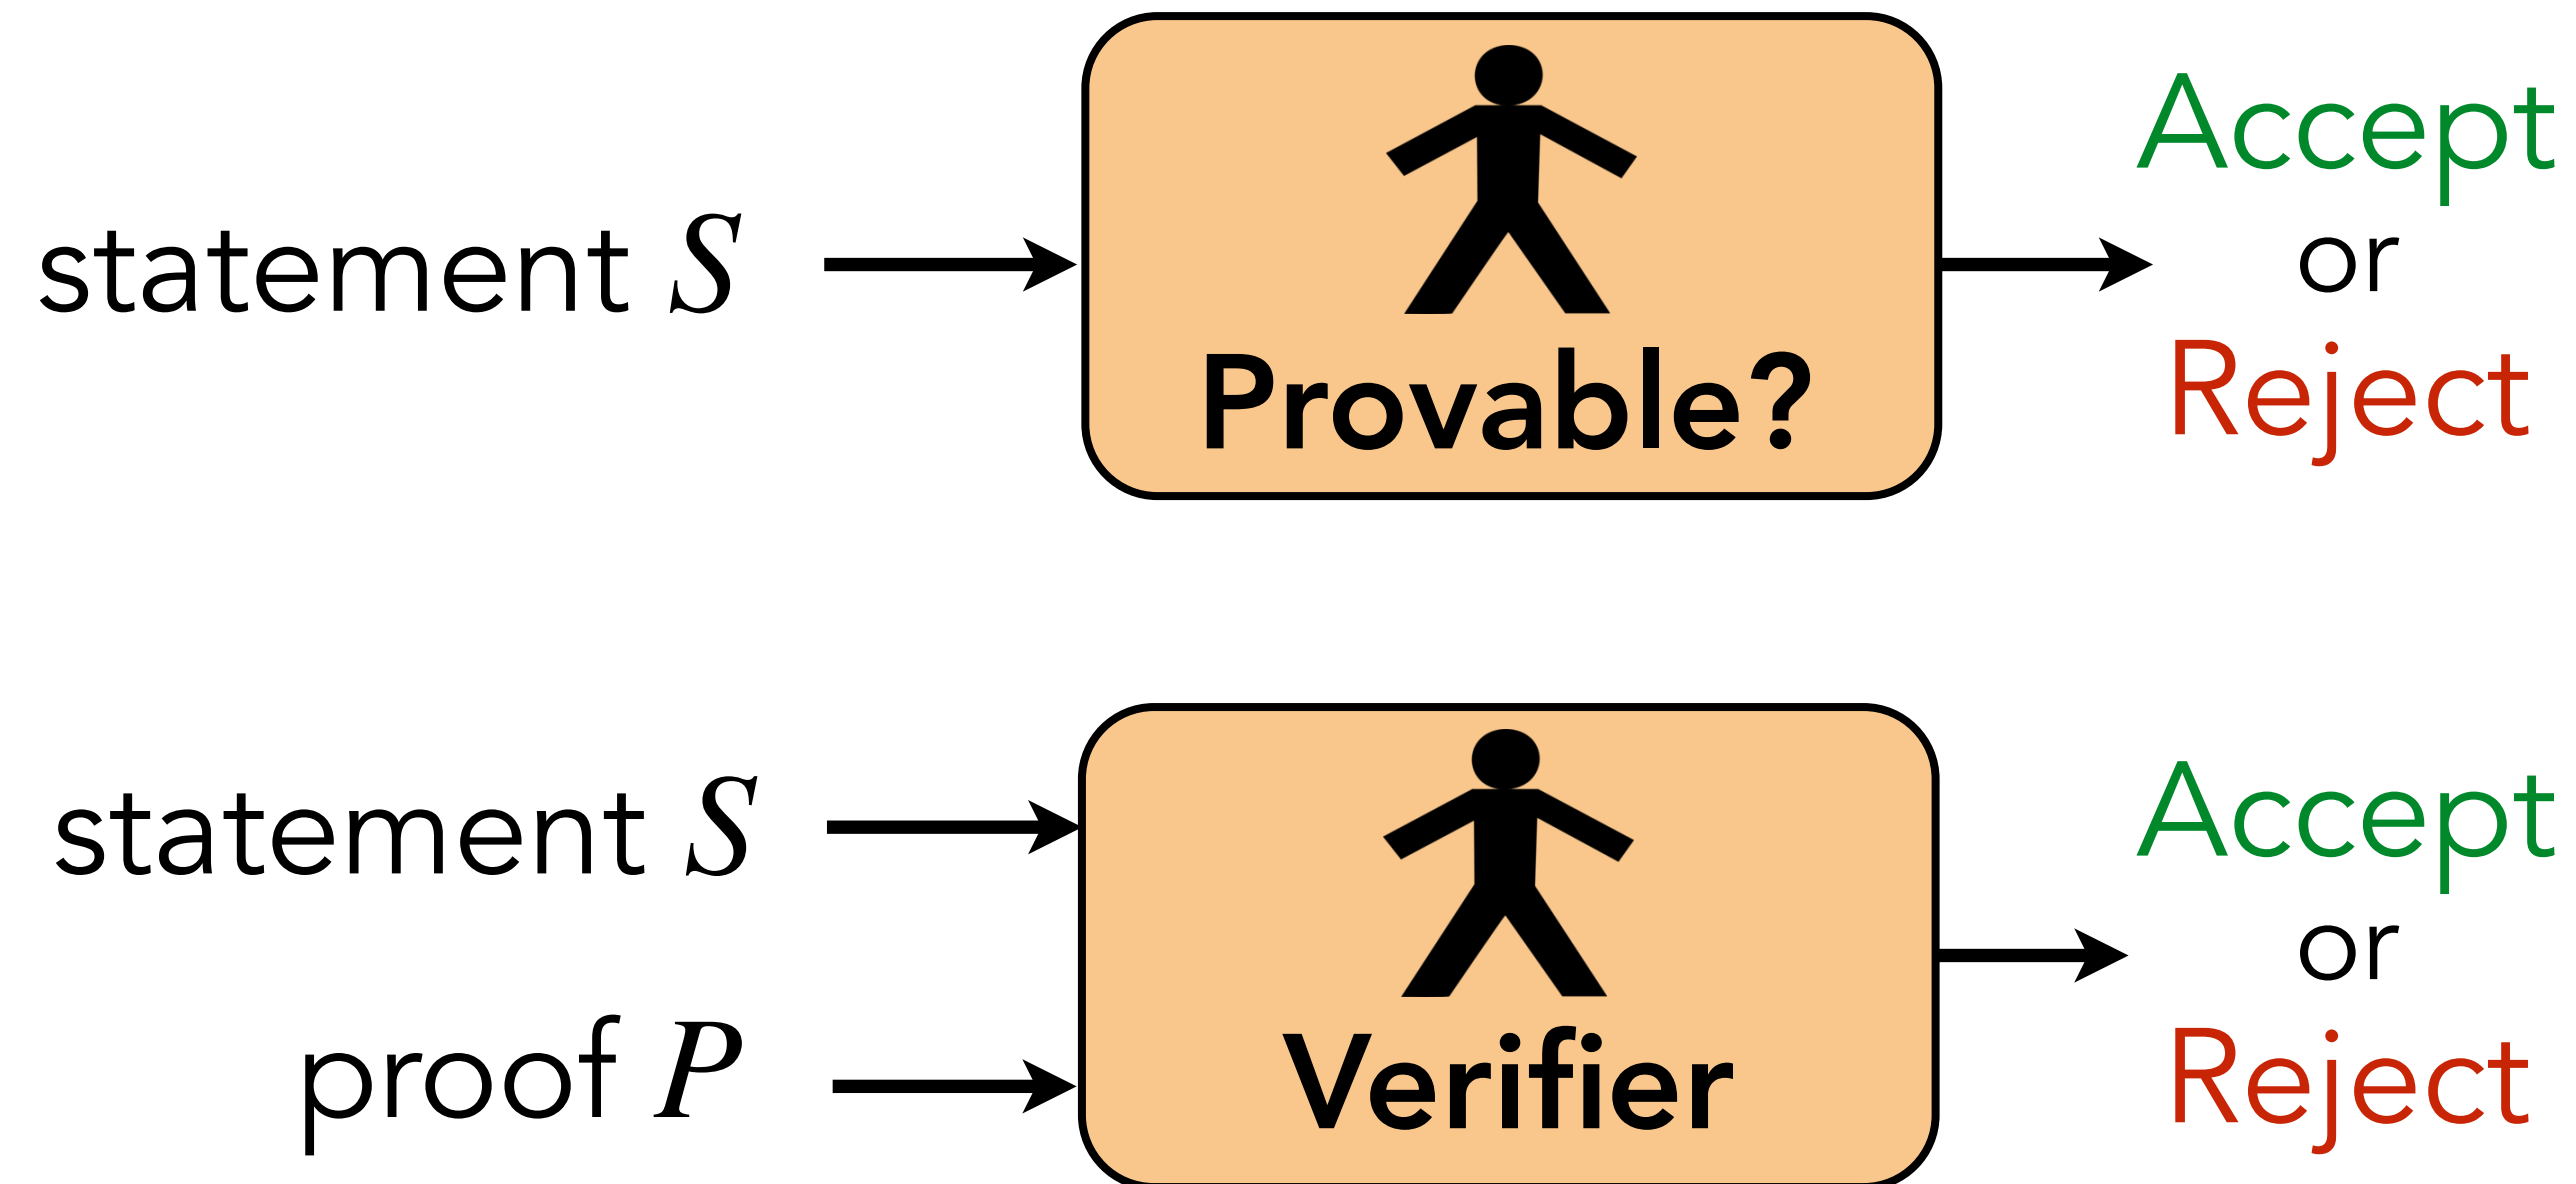 statement S
Provable?
Accept
or
Reject
statement S
proof P
Verifier
Accept
or
Reject